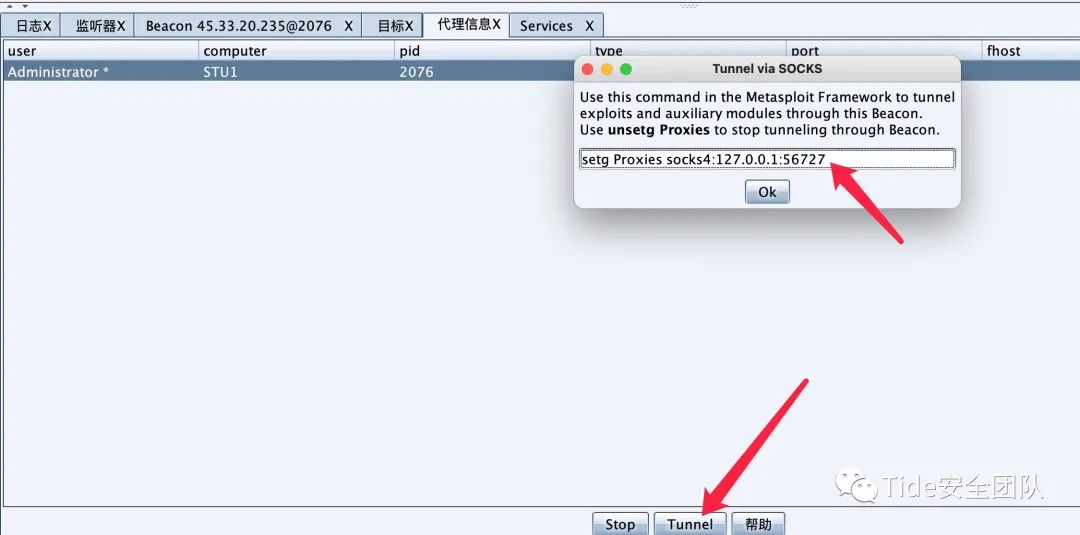 日志X 监听器X Beacon 45.33.20.235@2076 X 目标X 代理信息X Services X
user computer pid type port fhost
Administrator * STU1 2076
Tunnel via SOCKS
Use this command in the Metasploit Framework to tunnel
exploits and auxiliary modules through this Beacon.
Use unsetg Proxies to stop tunneling through Beacon.
setg Proxies socks4:127.0.0.1:56727
Ok
Tide安全团队
Stop Tunnel 帮助